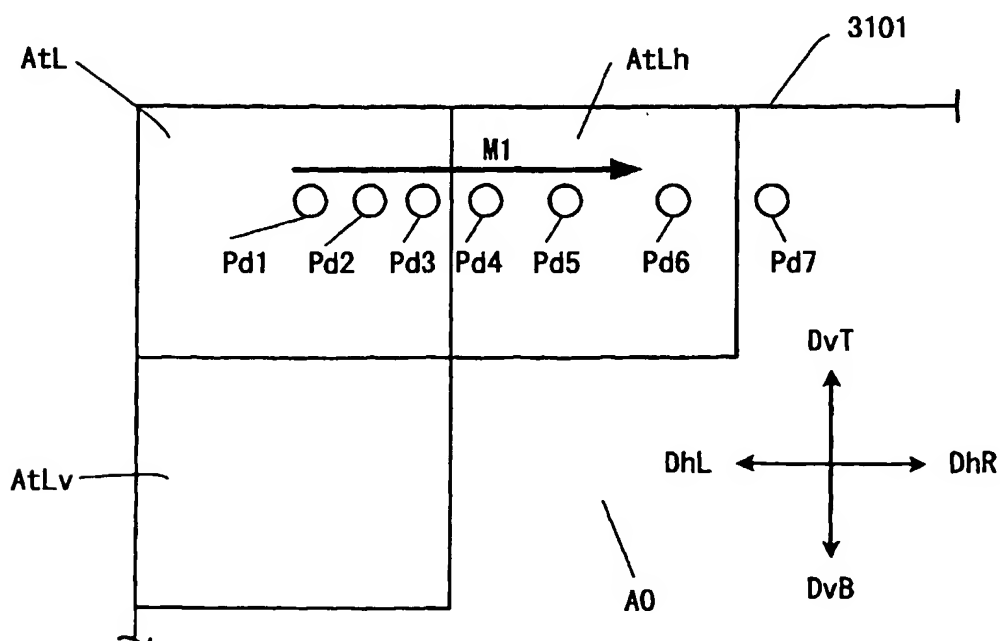 3101
AtL
AtLh
M1
Pd1 Pd2 Pd3 Pd4 Pd5 Pd6 Pd7
DvT
DhL DhR
AtLv
DvB
A0